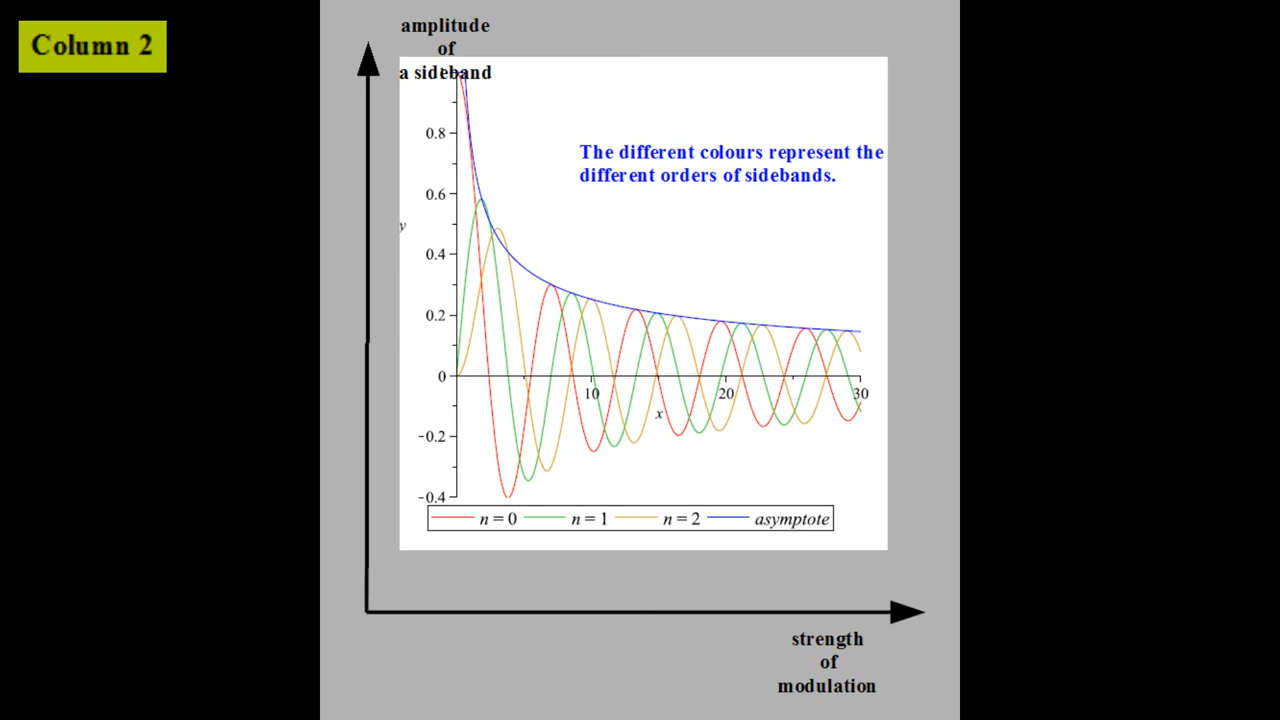 Column 2
amplitude
of
a sideband
The different colours represent the
different orders of sidebands.
0.8
0.6
y
0.4
0.2
0
10
20
30
x
-0.2
-0.4
n = 0
n = 1
n = 2
asymptote
strength
of
modulation